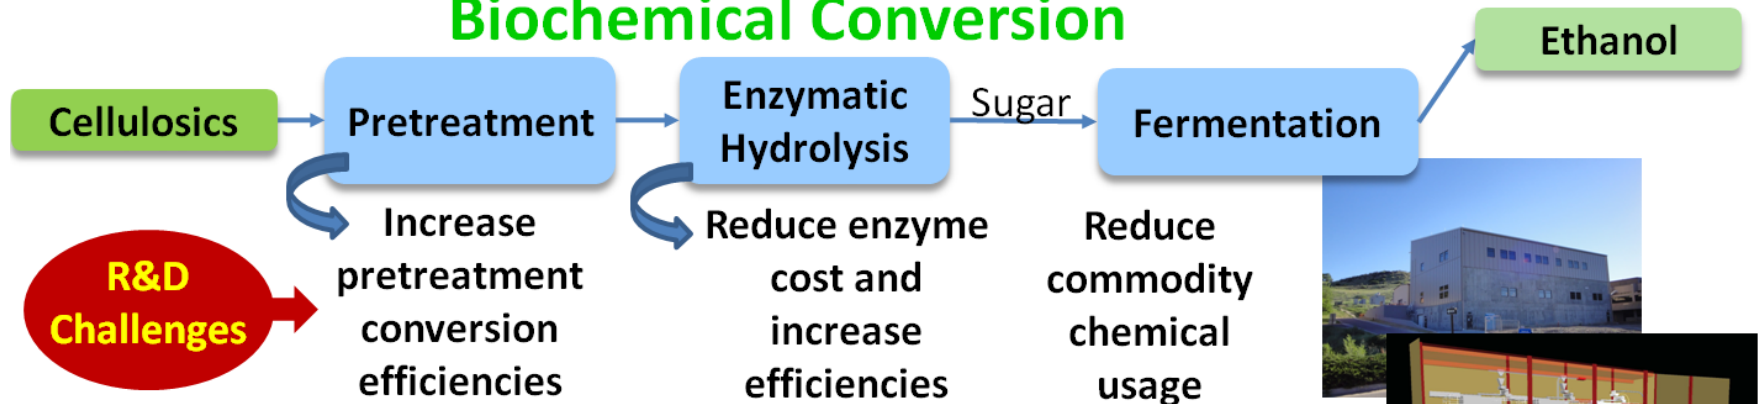 Biochemical Conversion
Ethanol
Cellulosics
Pretreatment
Enzymatic
Hydrolysis
Sugar
Fermentation
R&D
Challenges
Increase
pretreatment
conversion
efficiencies
Reduce enzyme
cost and
increase
efficiencies
Reduce
commodity
chemical
usage